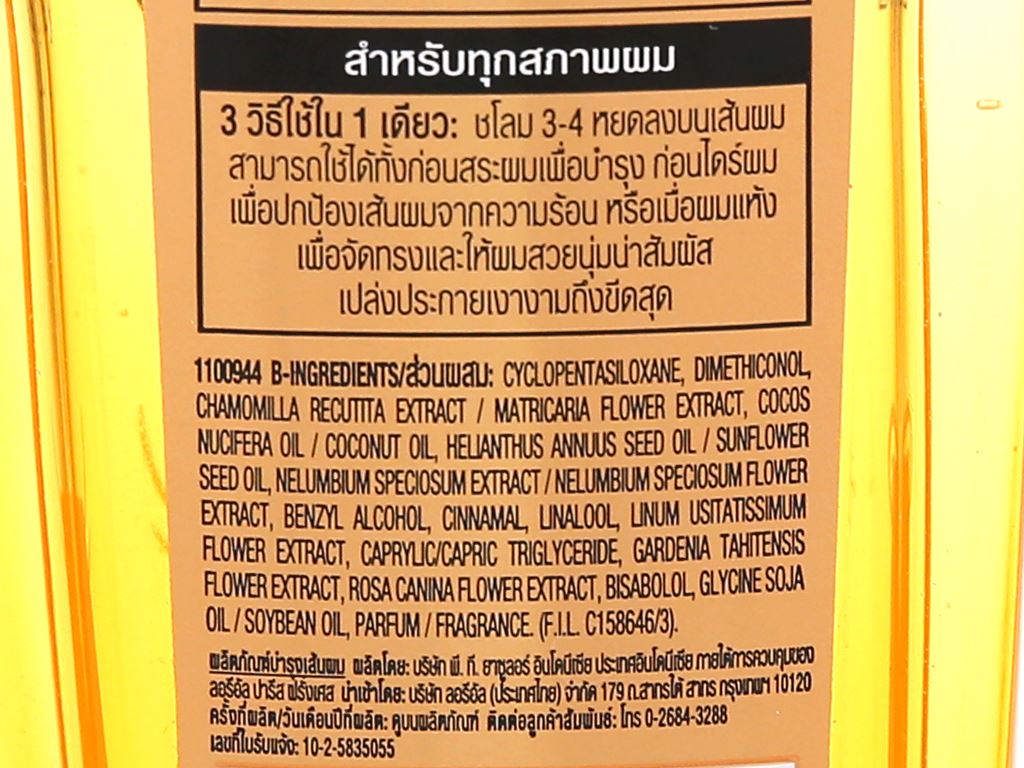 สำหรับทุกสภาพผม
3 วิธีใช้ใน 1 เดียว: ชโลม 3-4 หยดลงบนเส้นผม
สามารถใช้ได้ทั้งก่อนสระผมเพื่อบำรุง ก่อนไดร์ผม
เพื่อปกป้องเส้นผมจากความร้อน หรือเมื่อผมแห้ง
เพื่อจัดทรงและให้ผมสวยนุ่มน่าสัมผัส
เปล่งประกายเงางามถึงขีดสุด
1100944 B-INGREDIENTS/ส่วนผสม: CYCLOPENTASILOXANE, DIMETHICONOL,
CHAMOMILLA RECUTITA EXTRACT / MATRICARIA FLOWER EXTRACT, COCOS
NUCIFERA OIL / COCONUT OIL, HELIANTHUS ANNUUS SEED OIL / SUNFLOWER
SEED OIL, NELUMBIUM SPECIOSUM EXTRACT / NELUMBIUM SPECIOSUM FLOWER
EXTRACT, BENZYL ALCOHOL, CINNAMAL, LINALOOL, LINUM USITATISSIMUM
FLOWER EXTRACT, CAPRYLIC/CAPRIC TRIGLYCERIDE, GARDENIA TAHITENSIS
FLOWER EXTRACT, ROSA CANINA FLOWER EXTRACT, BISABOLOL, GLYCINE SOJA
OIL / SOYBEAN OIL, PARFUM / FRAGRANCE. (F.I.L. C158646/3).
ผลิตภัณฑ์บำรุงเส้นผม ผลิตโดย: บริษัท พี. ที. ยาซูลอร์ อินโดนีเซีย ประเทศอินโดนีเซีย ภายใต้การควบคุมของ
ลอรีอัล ปารีส ฝรั่งเศส นำเข้าโดย: บริษัท ลอรีอัล (ประเทศไทย) จำกัด 179 ถ.สาทรใต้ สาทร กรุงเทพฯ 10120
ครั้งที่ผลิต/วันเดือนปีที่ผลิต: ดูบนผลิตภัณฑ์ ติดต่อลูกค้าสัมพันธ์: โทร 0-2684-3288
เลขที่ใบรับแจ้ง: 10-2-5835055